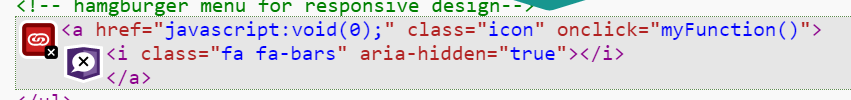 <!-- hamgburger menu for responsive design-->
<a href="javascript:void(0);" class="icon" onclick="myFunction()">
<i class="fa fa-bars" aria-hidden="true"></i>
</a>
</ul>